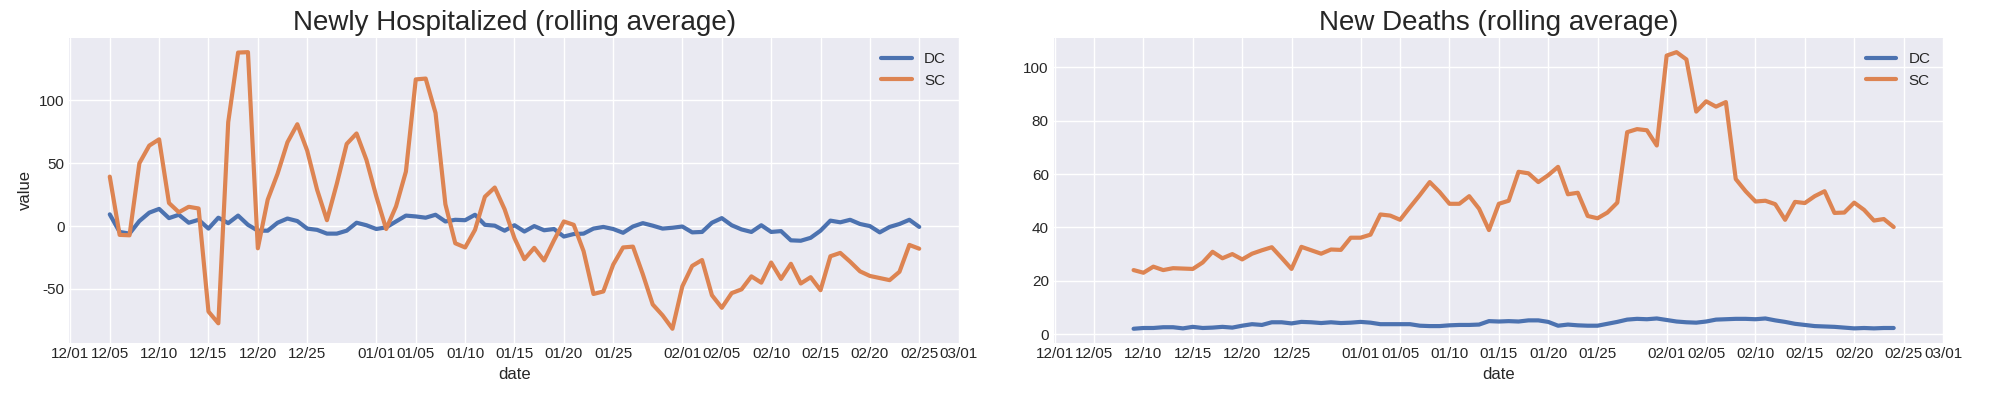 Newly Hospitalized (rolling average)
DC
SC
value
100
50
0
-50
12/01 12/05 12/10 12/15 12/20 12/25 01/01 01/05 01/10 01/15 01/20 01/25 02/01 02/05 02/10 02/15 02/20 02/25 03/01
date
New Deaths (rolling average)
DC
SC
100
80
60
40
20
0
12/01 12/05 12/10 12/15 12/20 12/25 01/01 01/05 01/10 01/15 01/20 01/25 02/01 02/05 02/10 02/15 02/20 02/25 03/01
date